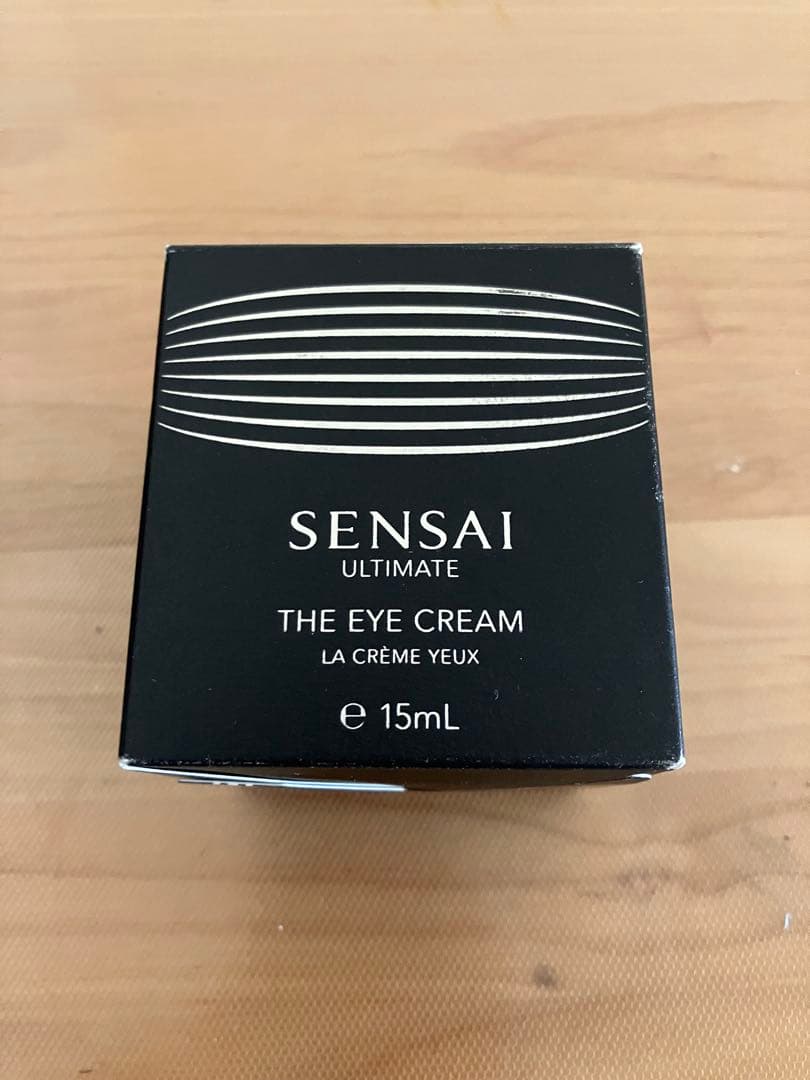 SENSAI
ULTIMATE
THE EYE CREAM
LA CRÈME YEUX
℮ 15mL